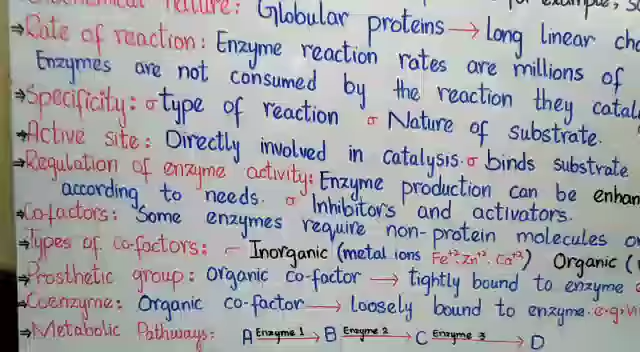 nature: for example, s
Globular proteins → long linear cha
⇒ Rate of reaction: Enzyme reaction rates are millions of
Enzymes are not consumed by the reaction they catal
⇒ Specificity: o type of reaction o Nature of substrate.
⇒ Active site: Directly involved in catalysis. o binds substrate
⇒ Regulation of enzyme activity: Enzyme production can be enhan
according to needs. o Inhibitors and activators.
⇒ Cofactors: Some enzymes require non-protein molecules o
⇒ Types of co-factors: – Inorganic (metal ions Fe⁺², Zn⁺², Ca⁺²) Organic (
⇒ Prosthetic group: Organic co-factor → tightly bound to enzyme
⇒ Coenzyme: Organic co-factor → loosely bound to enzyme. e.g. Vi
⇒ Metabolic Pathways: A Enzyme 1 → B Enzyme 2 → C Enzyme 3 → D